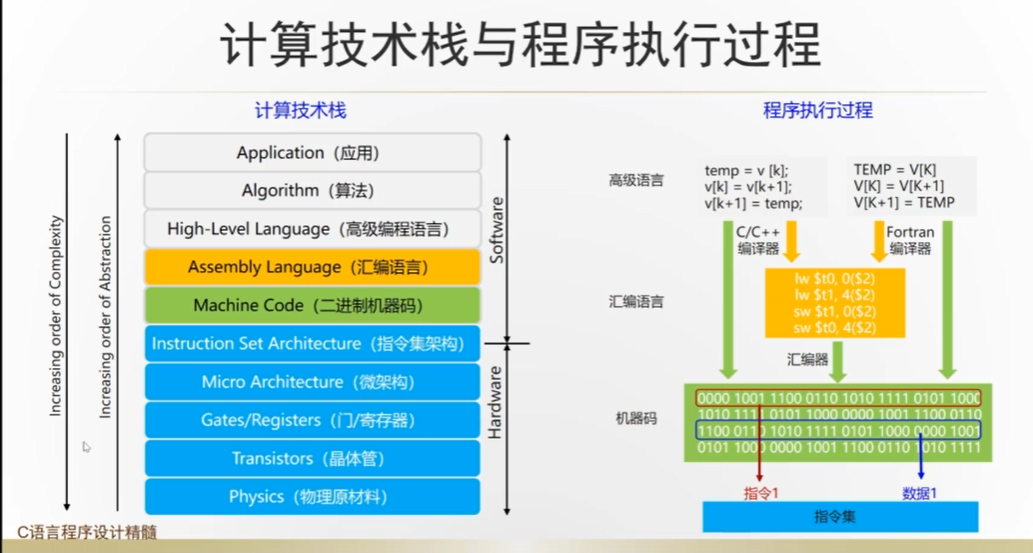 计算技术栈与程序执行过程
计算技术栈
程序执行过程
Increasing order of Complexity
Increasing order of Abstraction
Application（应用）
Algorithm（算法）
High-Level Language（高级编程语言）
Assembly Language（汇编语言）
Machine Code（二进制机器码）
Instruction Set Architecture（指令集架构）
Micro Architecture（微架构）
Gates/Registers（门/寄存器）
Transistors（晶体管）
Physics（物理原材料）
Software
Hardware
高级语言
temp = v [k];
v[k] = v[k+1];
v[k+1] = temp;
TEMP = V[K]
V[K] = V[K+1]
V[K+1] = TEMP
C/C++
编译器
Fortran
编译器
汇编语言
lw $t0, 0($2)
lw $t1, 4($2)
sw $t1, 0($2)
sw $t0, 4($2)
汇编器
机器码
0000 1001 1100 0110 1010 1111 0101 1000
1010 1111 0101 1000 0000 1001 1100 0110
1100 0110 1010 1111 0101 1000 0000 1001
0101 1000 0000 1001 1100 0110 1010 1111
指令1
数据1
指令集
C语言程序设计精髓